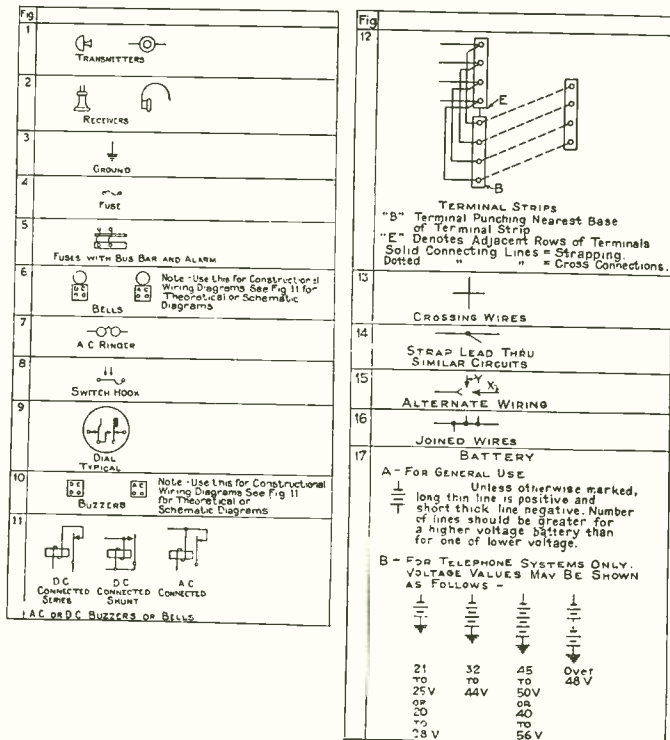 Fig
1
TRANSMITTERS
2
RECEIVERS
3
GROUND
4
FUSE
5
FUSES WITH BUS BAR AND ALARM
6
BELLS
Note - Use this for Constructional
Wiring Diagrams See Fig 11 for
Theoretical or Schematic
Diagrams
7
A C RINGER
8
SWITCH HOOK
9
DIAL
TYPICAL
10
BUZZERS
Note - Use this for Constructional
Wiring Diagrams See Fig 11
for Theoretical or
Schematic Diagrams
11
DC
CONNECTED
SERIES
DC
CONNECTED
SHUNT
AC
CONNECTED
AC OR DC BUZZERS OR BELLS
Fig
12
E
B
TERMINAL STRIPS
"B" Terminal Punching Nearest Base
of Terminal Strip
"E" Denotes Adjacent Rows of Terminals
Solid Connecting Lines = Strapping.
Dotted " " = Cross Connections.
13
CROSSING WIRES
14
STRAP LEAD THRU
SIMILAR CIRCUITS
15
Y X
ALTERNATE WIRING
16
JOINED WIRES
17
BATTERY
A - FOR GENERAL USE
Unless otherwise marked,
long thin line is positive and
short thick line negative. Number
of lines should be greater for
a higher voltage battery than
for one of lower voltage.
B - FOR TELEPHONE SYSTEMS ONLY.
VOLTAGE VALUES MAY BE SHOWN
AS FOLLOWS -
21
TO
25V
OR
20
TO
28 V
32
TO
44V
45
TO
50V
OR
40
TO
56V
Over
48V